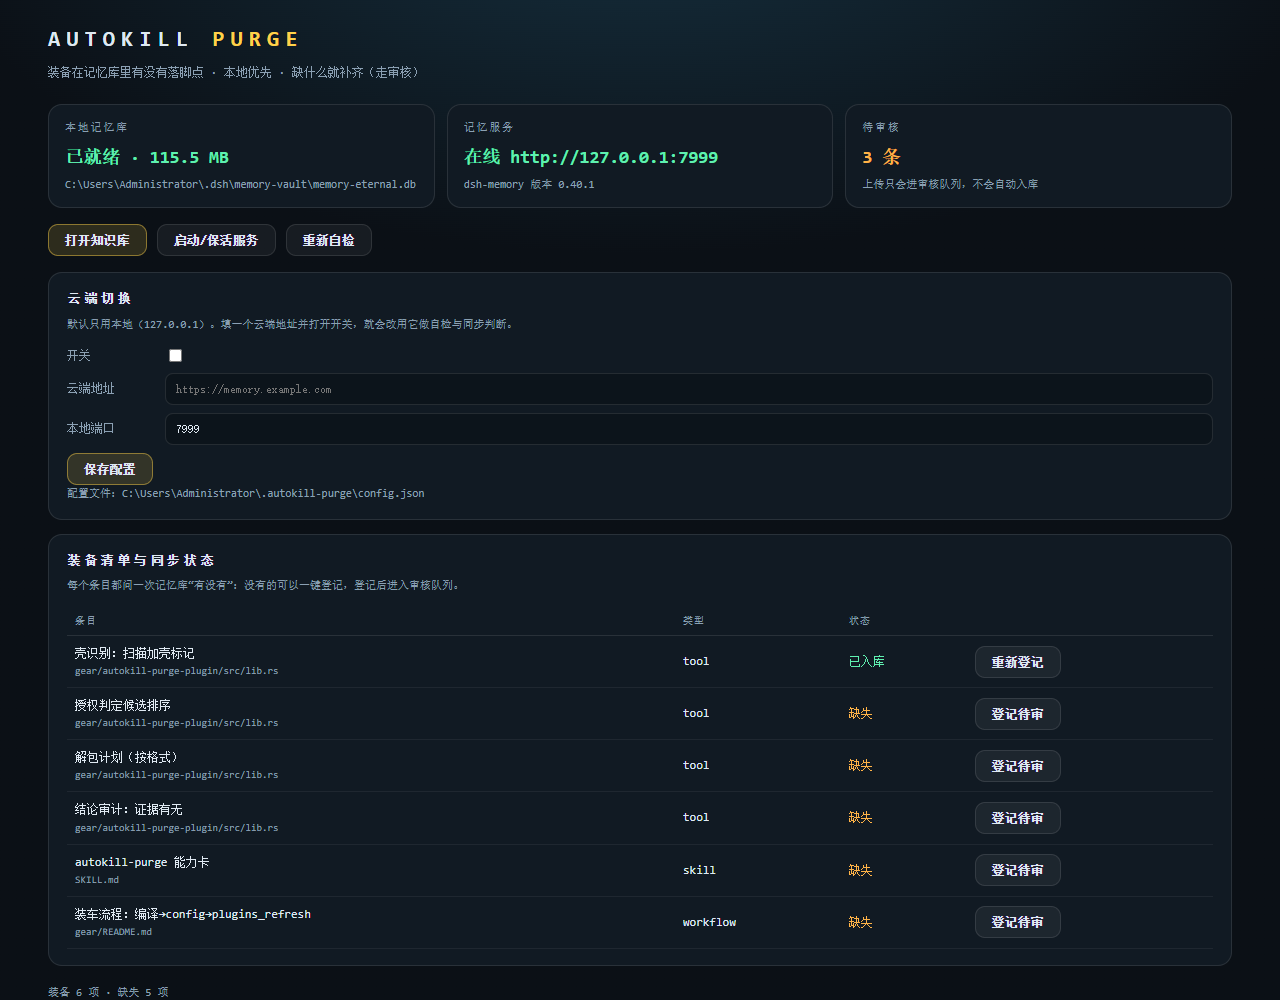 AUTOKILL PURGE
装备在记忆库里有没有落脚点 · 本地优先 · 缺什么就补齐（走审核）
本地记忆库
已就绪 · 115.5 MB
C:\Users\Administrator\.dsh\memory-vault\memory-eternal.db
记忆服务
在线 http://127.0.0.1:7999
dsh-memory 版本 0.40.1
待审核
3 条
上传只会进审核队列，不会自动入库
打开知识库
启动/保活服务
重新自检
云端切换
默认只用本地（127.0.0.1）。填一个云端地址并打开开关，就会改用它做自检与同步判断。
开关
云端地址
https://memory.example.com
本地端口
7999
保存配置
配置文件：C:\Users\Administrator\.autokill-purge\config.json
装备清单与同步状态
每个条目都问一次记忆库“有没有”：没有的可以一键登记，登记后进入审核队列。
条目 类型 状态
壳识别：扫描加壳标记
gear/autokill-purge-plugin/src/lib.rs
tool 已入库 重新登记
授权判定候选排序
gear/autokill-purge-plugin/src/lib.rs
tool 缺失 登记待审
解包计划（按格式）
gear/autokill-purge-plugin/src/lib.rs
tool 缺失 登记待审
结论审计：证据有无
gear/autokill-purge-plugin/src/lib.rs
tool 缺失 登记待审
autokill-purge 能力卡
SKILL.md
skill 缺失 登记待审
装车流程：编译→config→plugins_refresh
gear/README.md
workflow 缺失 登记待审
装备 6 项 · 缺失 5 项